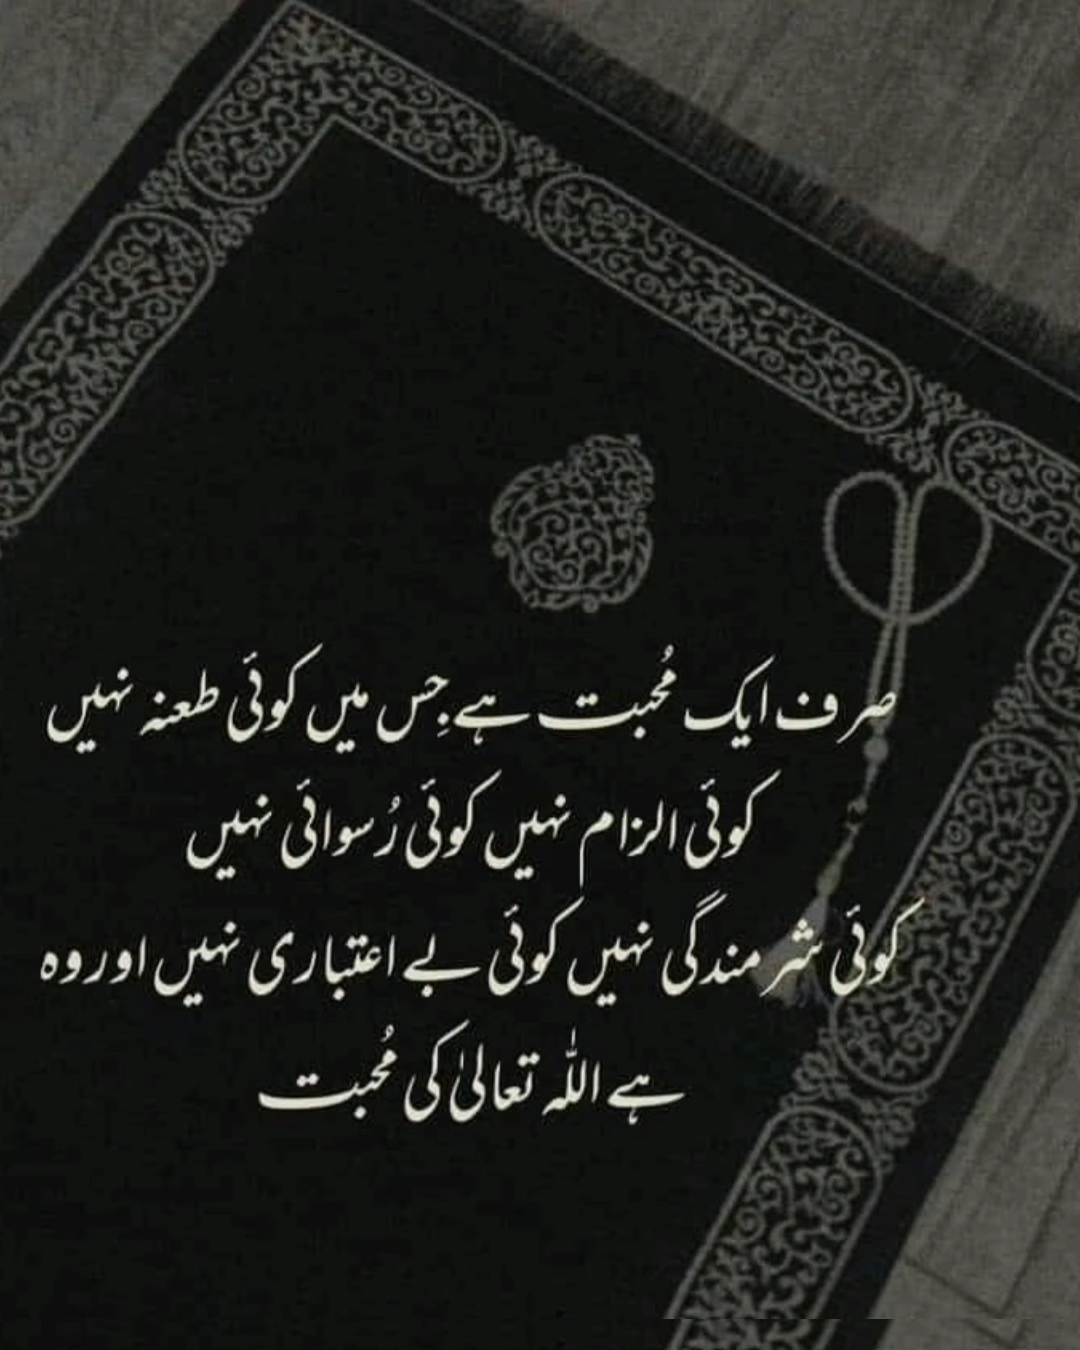 صرف ایک مُحبت ہے جِس میں کوئی طعنہ نہیں
کوئی الزام نہیں کوئی رُسوائی نہیں
کوئی شرمندگی نہیں کوئی بے اعتباری نہیں اور وہ
ہے اللّٰہ تعالیٰ کی مُحبت